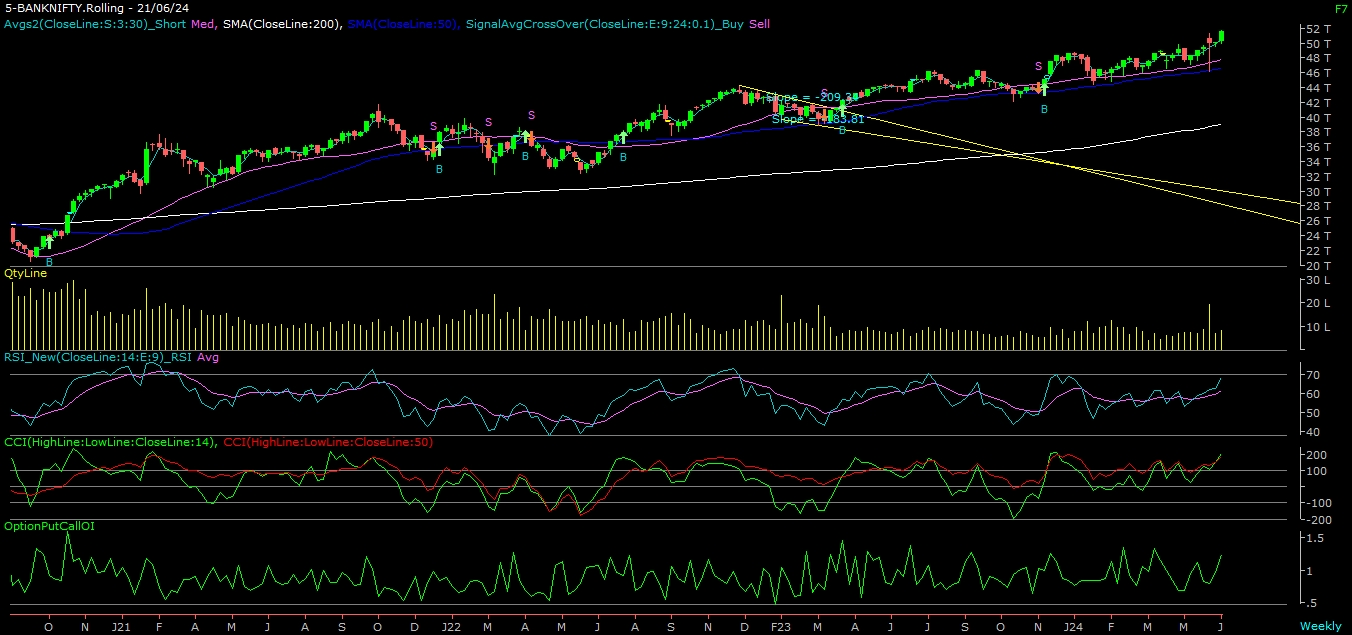 5-BANKNIFTY.Rolling - 21/06/24
F7
Avgs2(CloseLine:S:3:30)_Short Med, SMA(CloseLine:200), SMA(CloseLine:50), SignalAvgCrossOver(CloseLine:E:9:24:0.1)_Buy Sell
52 T
50 T
48 T
46 T
44 T
42 T
40 T
38 T
36 T
34 T
32 T
30 T
28 T
26 T
24 T
22 T
20 T
S
S
S
S
S
B
B
B
B
B
B
QtyLine
30 L
20 L
10 L
RSI_New(CloseLine:14:E:9)_RSI Avg
70
60
50
40
CCI(HighLine:LowLine:CloseLine:14), CCI(HighLine:LowLine:CloseLine:50)
200
100
-100
-200
OptionPutCallOI
1.5
1
.5
O N D J21 F A M J A S O D J22 M A M J A S N D F23 M A J J S O N J24 F M M J
Weekly